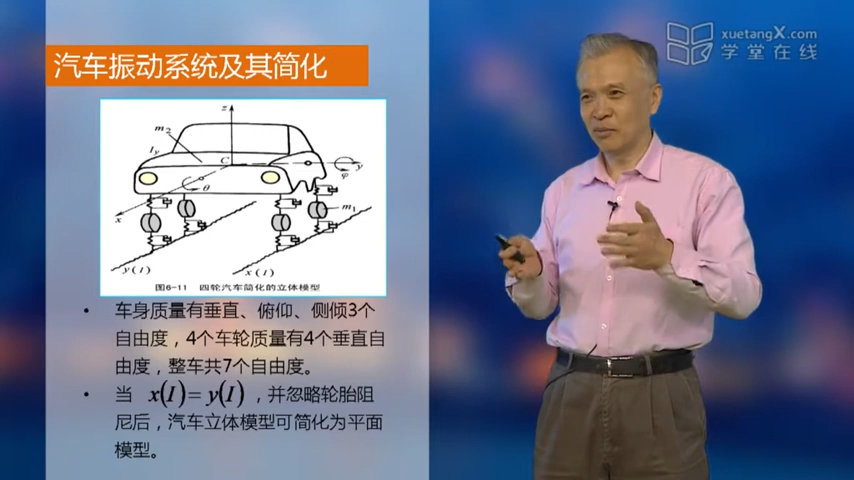 汽车振动系统及其简化
xuetangX.com
学堂在线
z
m2
Iy
C
y
φ
θ
x
m1
y(I)
x(I)
图6-11 四轮汽车简化的立体模型
• 车身质量有垂直、俯仰、侧倾3个
自由度，4个车轮质量有4个垂直自
由度，整车共7个自由度。
• 当 x(I)=y(I) ，并忽略轮胎阻
尼后，汽车立体模型可简化为平面
模型。